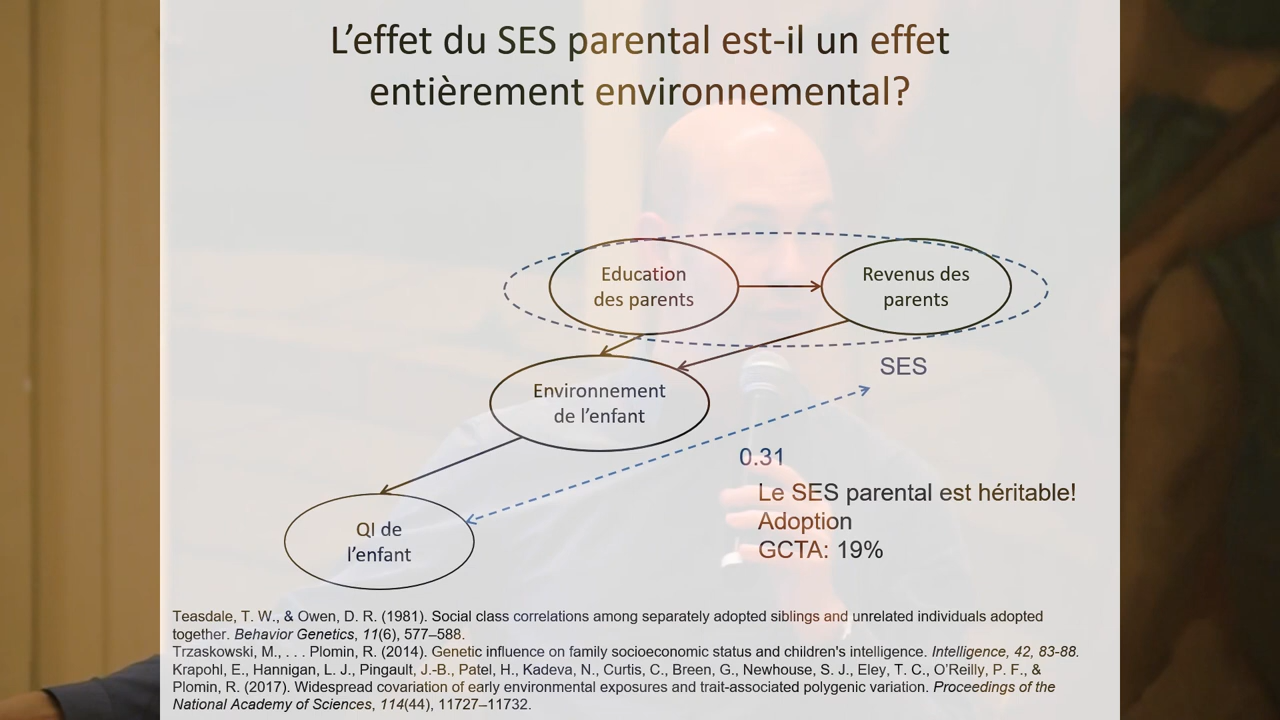 L'effet du SES parental est-il un effet
entièrement environnemental?
Education
des parents
Revenus des
parents
SES
Environnement
de l'enfant
0.31
Le SES parental est héritable!
Adoption
GCTA: 19%
QI de
l'enfant
Teasdale, T. W., & Owen, D. R. (1981). Social class correlations among separately adopted siblings and unrelated individuals adopted
together. Behavior Genetics, 11(6), 577–588.
Trzaskowski, M., . . . Plomin, R. (2014). Genetic influence on family socioeconomic status and children's intelligence. Intelligence, 42, 83-88.
Krapohl, E., Hannigan, L. J., Pingault, J.-B., Patel, H., Kadeva, N., Curtis, C., Breen, G., Newhouse, S. J., Eley, T. C., O'Reilly, P. F., &
Plomin, R. (2017). Widespread covariation of early environmental exposures and trait-associated polygenic variation. Proceedings of the
National Academy of Sciences, 114(44), 11727–11732.